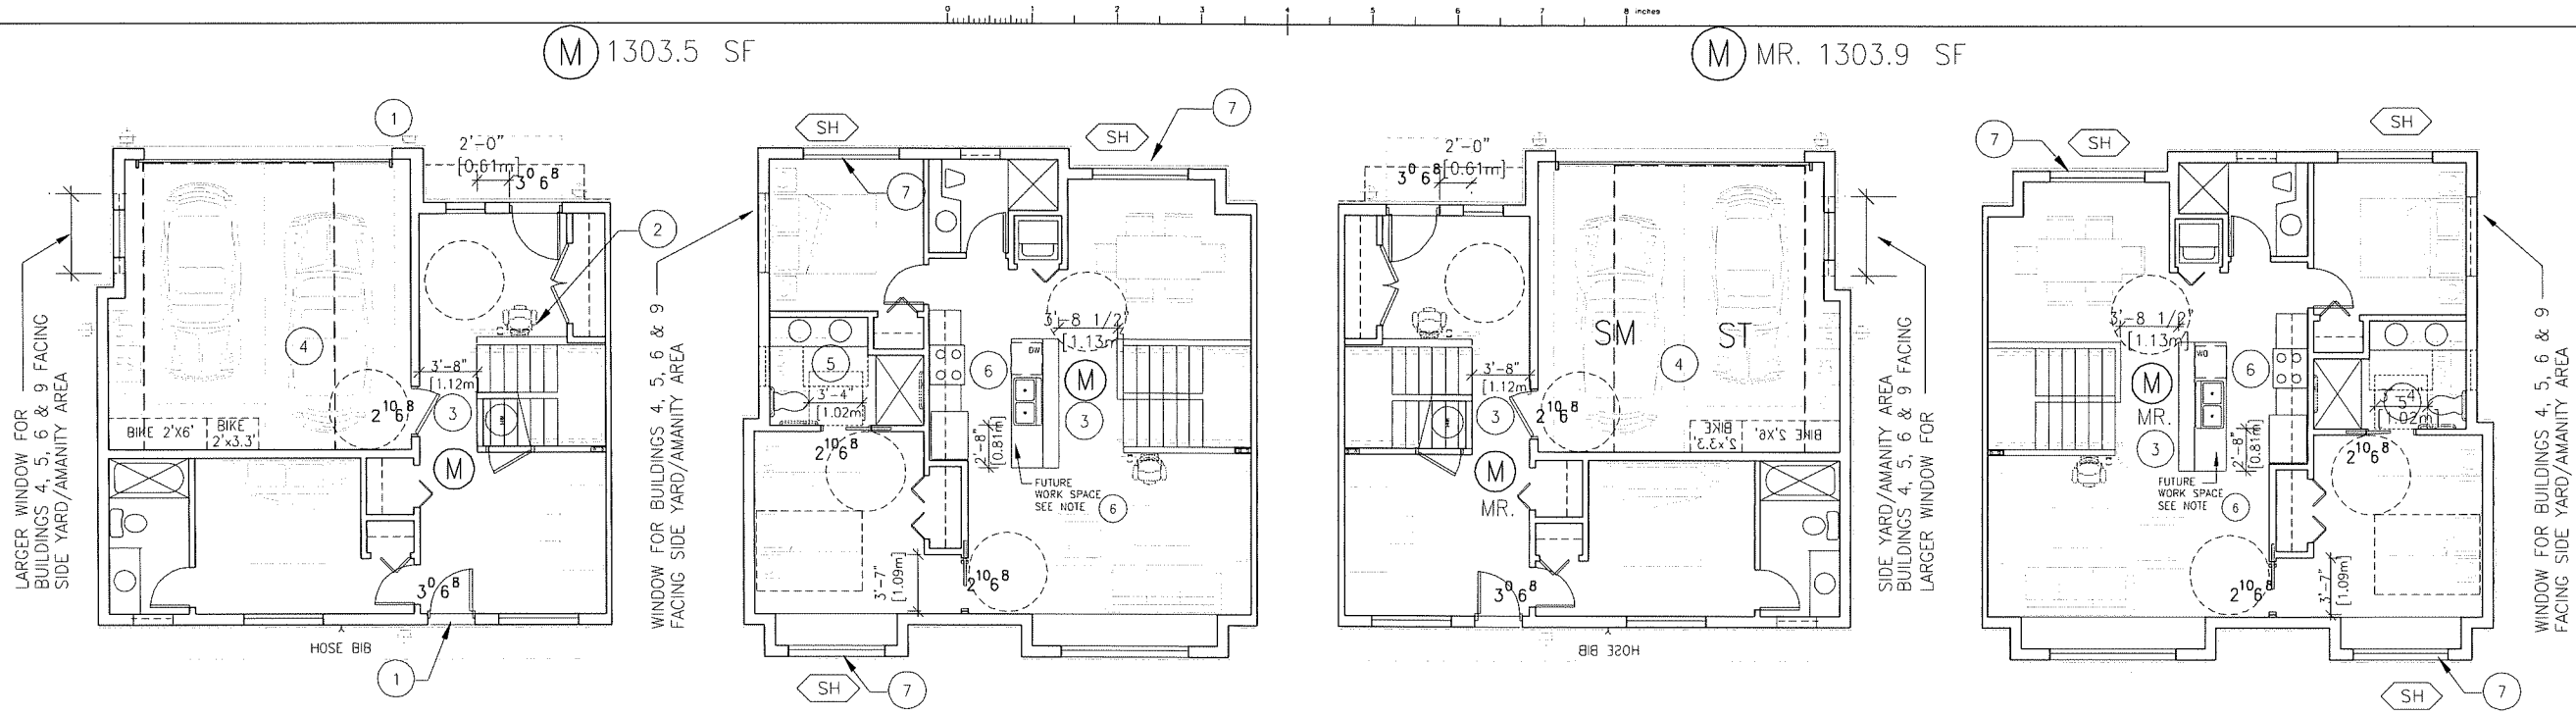 0 1 2 3 4 5 6 7 8 inches
M 1303.5 SF
M MR. 1303.9 SF
LARGER WINDOW FOR
BUILDINGS 4, 5, 6 & 9 FACING
SIDE YARD/AMANITY AREA
1
2'-0"
[0.61m]
3⁰6⁸
2
4
3'-8"
[1.12m
3
2¹⁰6⁸
BIKE 2'X6'
BIKE
2'x3.3'
M
3⁰6⁸
HOSE BIB
1
WINDOW FOR BUILDINGS 4, 5, 6 & 9
FACING SIDE YARD/AMANITY AREA
SH
SH
7
7
5
3'-4"
[1.02m]
6
DW
3'-8 1/2"
[1.13m]
M
3
2¹⁰6⁸
2'-8"
[0.81m]
FUTURE
WORK SPACE
SEE NOTE 6
3'-7"
[1.09m]
2¹⁰6⁸
SH
7
2'-0"
[0.61m]
3⁰6⁸
SM
ST
4
3'-8"
[1.12m
3
2¹⁰6⁸
BIKE
2'x3.3'
BIKE 2'X6'
M
MR.
3⁰6⁸
HOSE BIB
SIDE YARD/AMANITY AREA
BUILDINGS 4, 5, 6 & 9 FACING
LARGER WINDOW FOR
7
SH
SH
3'-8 1/2"
[1.13m]
DW
6
M
MR.
3
[1.02m]
2¹⁰6⁸
2'-8"
[0.81m]
FUTURE
WORK SPACE
SEE NOTE 6
2¹⁰6⁸
3'-7"
[1.09m]
SH
7
WINDOW FOR BUILDINGS 4, 5, 6 & 9
FACING SIDE YARD/AMANITY AREA